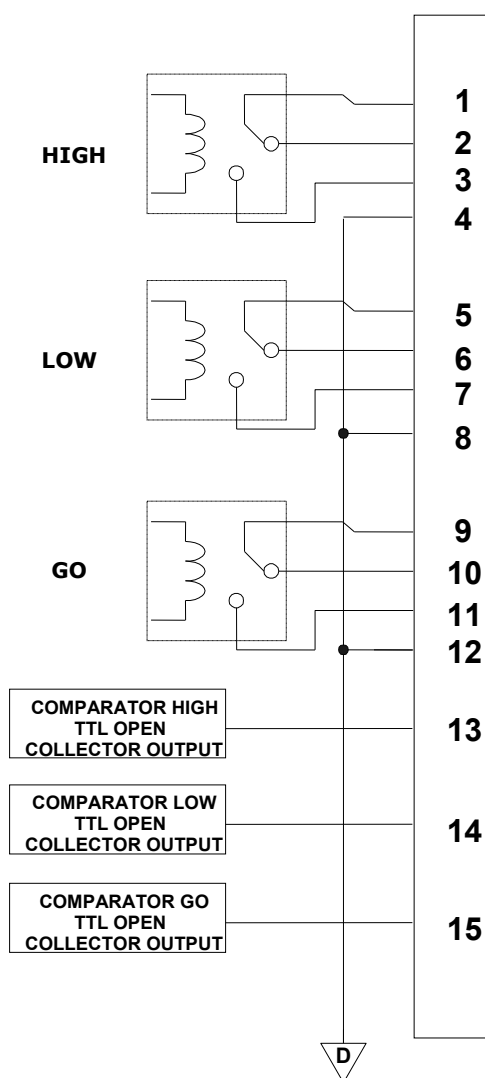 HIGH
1
2
3
4
LOW
5
6
7
8
GO
9
10
11
12
COMPARATOR HIGH
TTL OPEN
COLLECTOR OUTPUT
13
COMPARATOR LOW
TTL OPEN
COLLECTOR OUTPUT
14
COMPARATOR GO
TTL OPEN
COLLECTOR OUTPUT
15
D